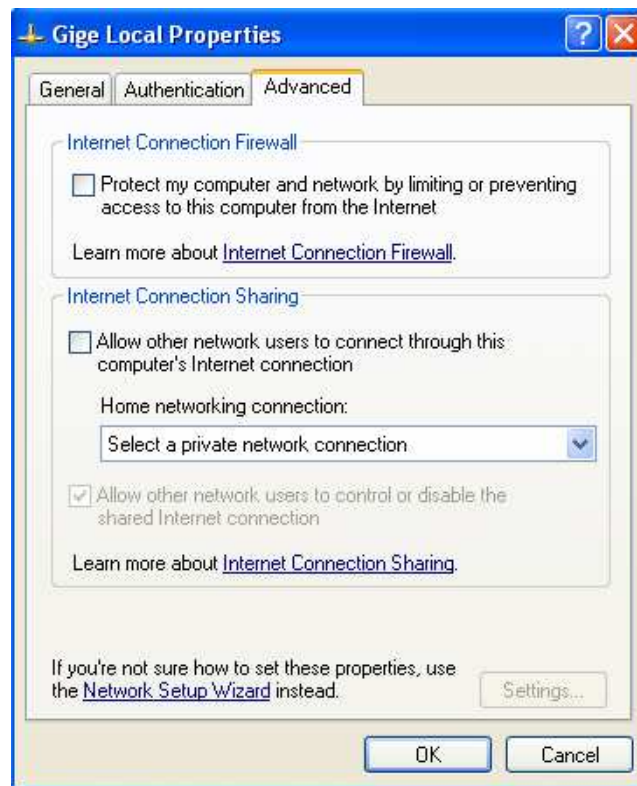 Gige Local Properties
General Authentication Advanced
Internet Connection Firewall
Protect my computer and network by limiting or preventing
access to this computer from the Internet
Learn more about Internet Connection Firewall.
Internet Connection Sharing
Allow other network users to connect through this
computer's Internet connection
Home networking connection:
Select a private network connection
Allow other network users to control or disable the
shared Internet connection
Learn more about Internet Connection Sharing.
If you're not sure how to set these properties, use
the Network Setup Wizard instead.
Settings...
OK Cancel